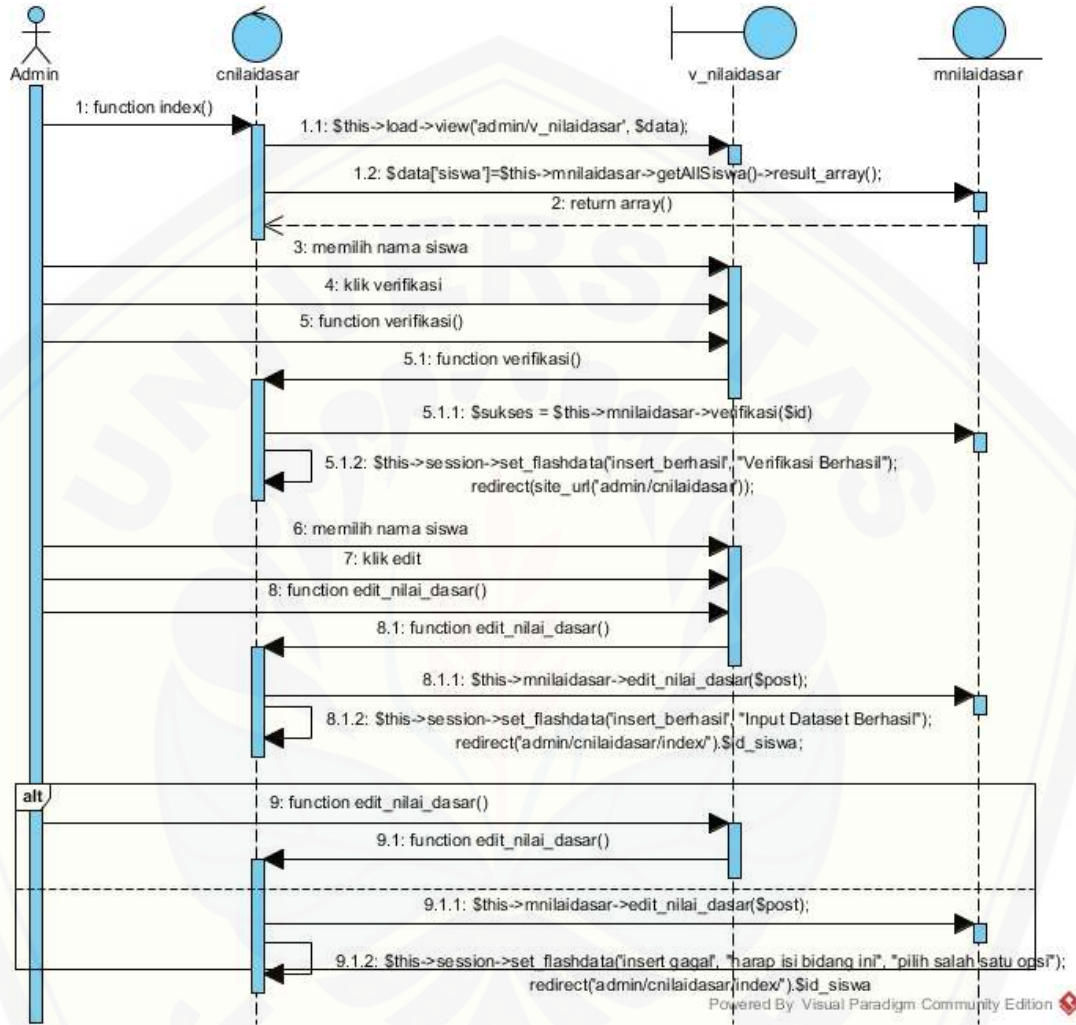 Admin
cnilaidasar
v_nilaidasar
mnilaidasar
1: function index()
1.1: $this->load->view('admin/v_nilaidasar', $data);
1.2: $data['siswa']=$this->mnilaidasar->getAllSiswa()->result_array();
2: return array()
3: memilih nama siswa
4: klik verifikasi
5: function verifikasi()
5.1: function verifikasi()
5.1.1: $sukses = $this->mnilaidasar->verifikasi($id)
5.1.2: $this->session->set_flashdata('insert_berhasil', "Verifikasi Berhasil");
redirect(site_url('admin/cnilaidasar'));
6: memilih nama siswa
7: klik edit
8: function edit_nilai_dasar()
8.1: function edit_nilai_dasar()
8.1.1: $this->mnilaidasar->edit_nilai_dasar($post);
8.1.2: $this->session->set_flashdata('insert_berhasil', "Input Dataset Berhasil");
redirect('admin/cnilaidasar/index/').$id_siswa;
alt
9: function edit_nilai_dasar()
9.1: function edit_nilai_dasar()
9.1.1: $this->mnilaidasar->edit_nilai_dasar($post);
9.1.2: $this->session->set_flashdata('insert gagal', "harap isi bidang ini", "pilih salah satu opsi");
redirect('admin/cnilaidasar/index/').$id_siswa
Powered By Visual Paradigm Community Edition
UNIVERSITAS